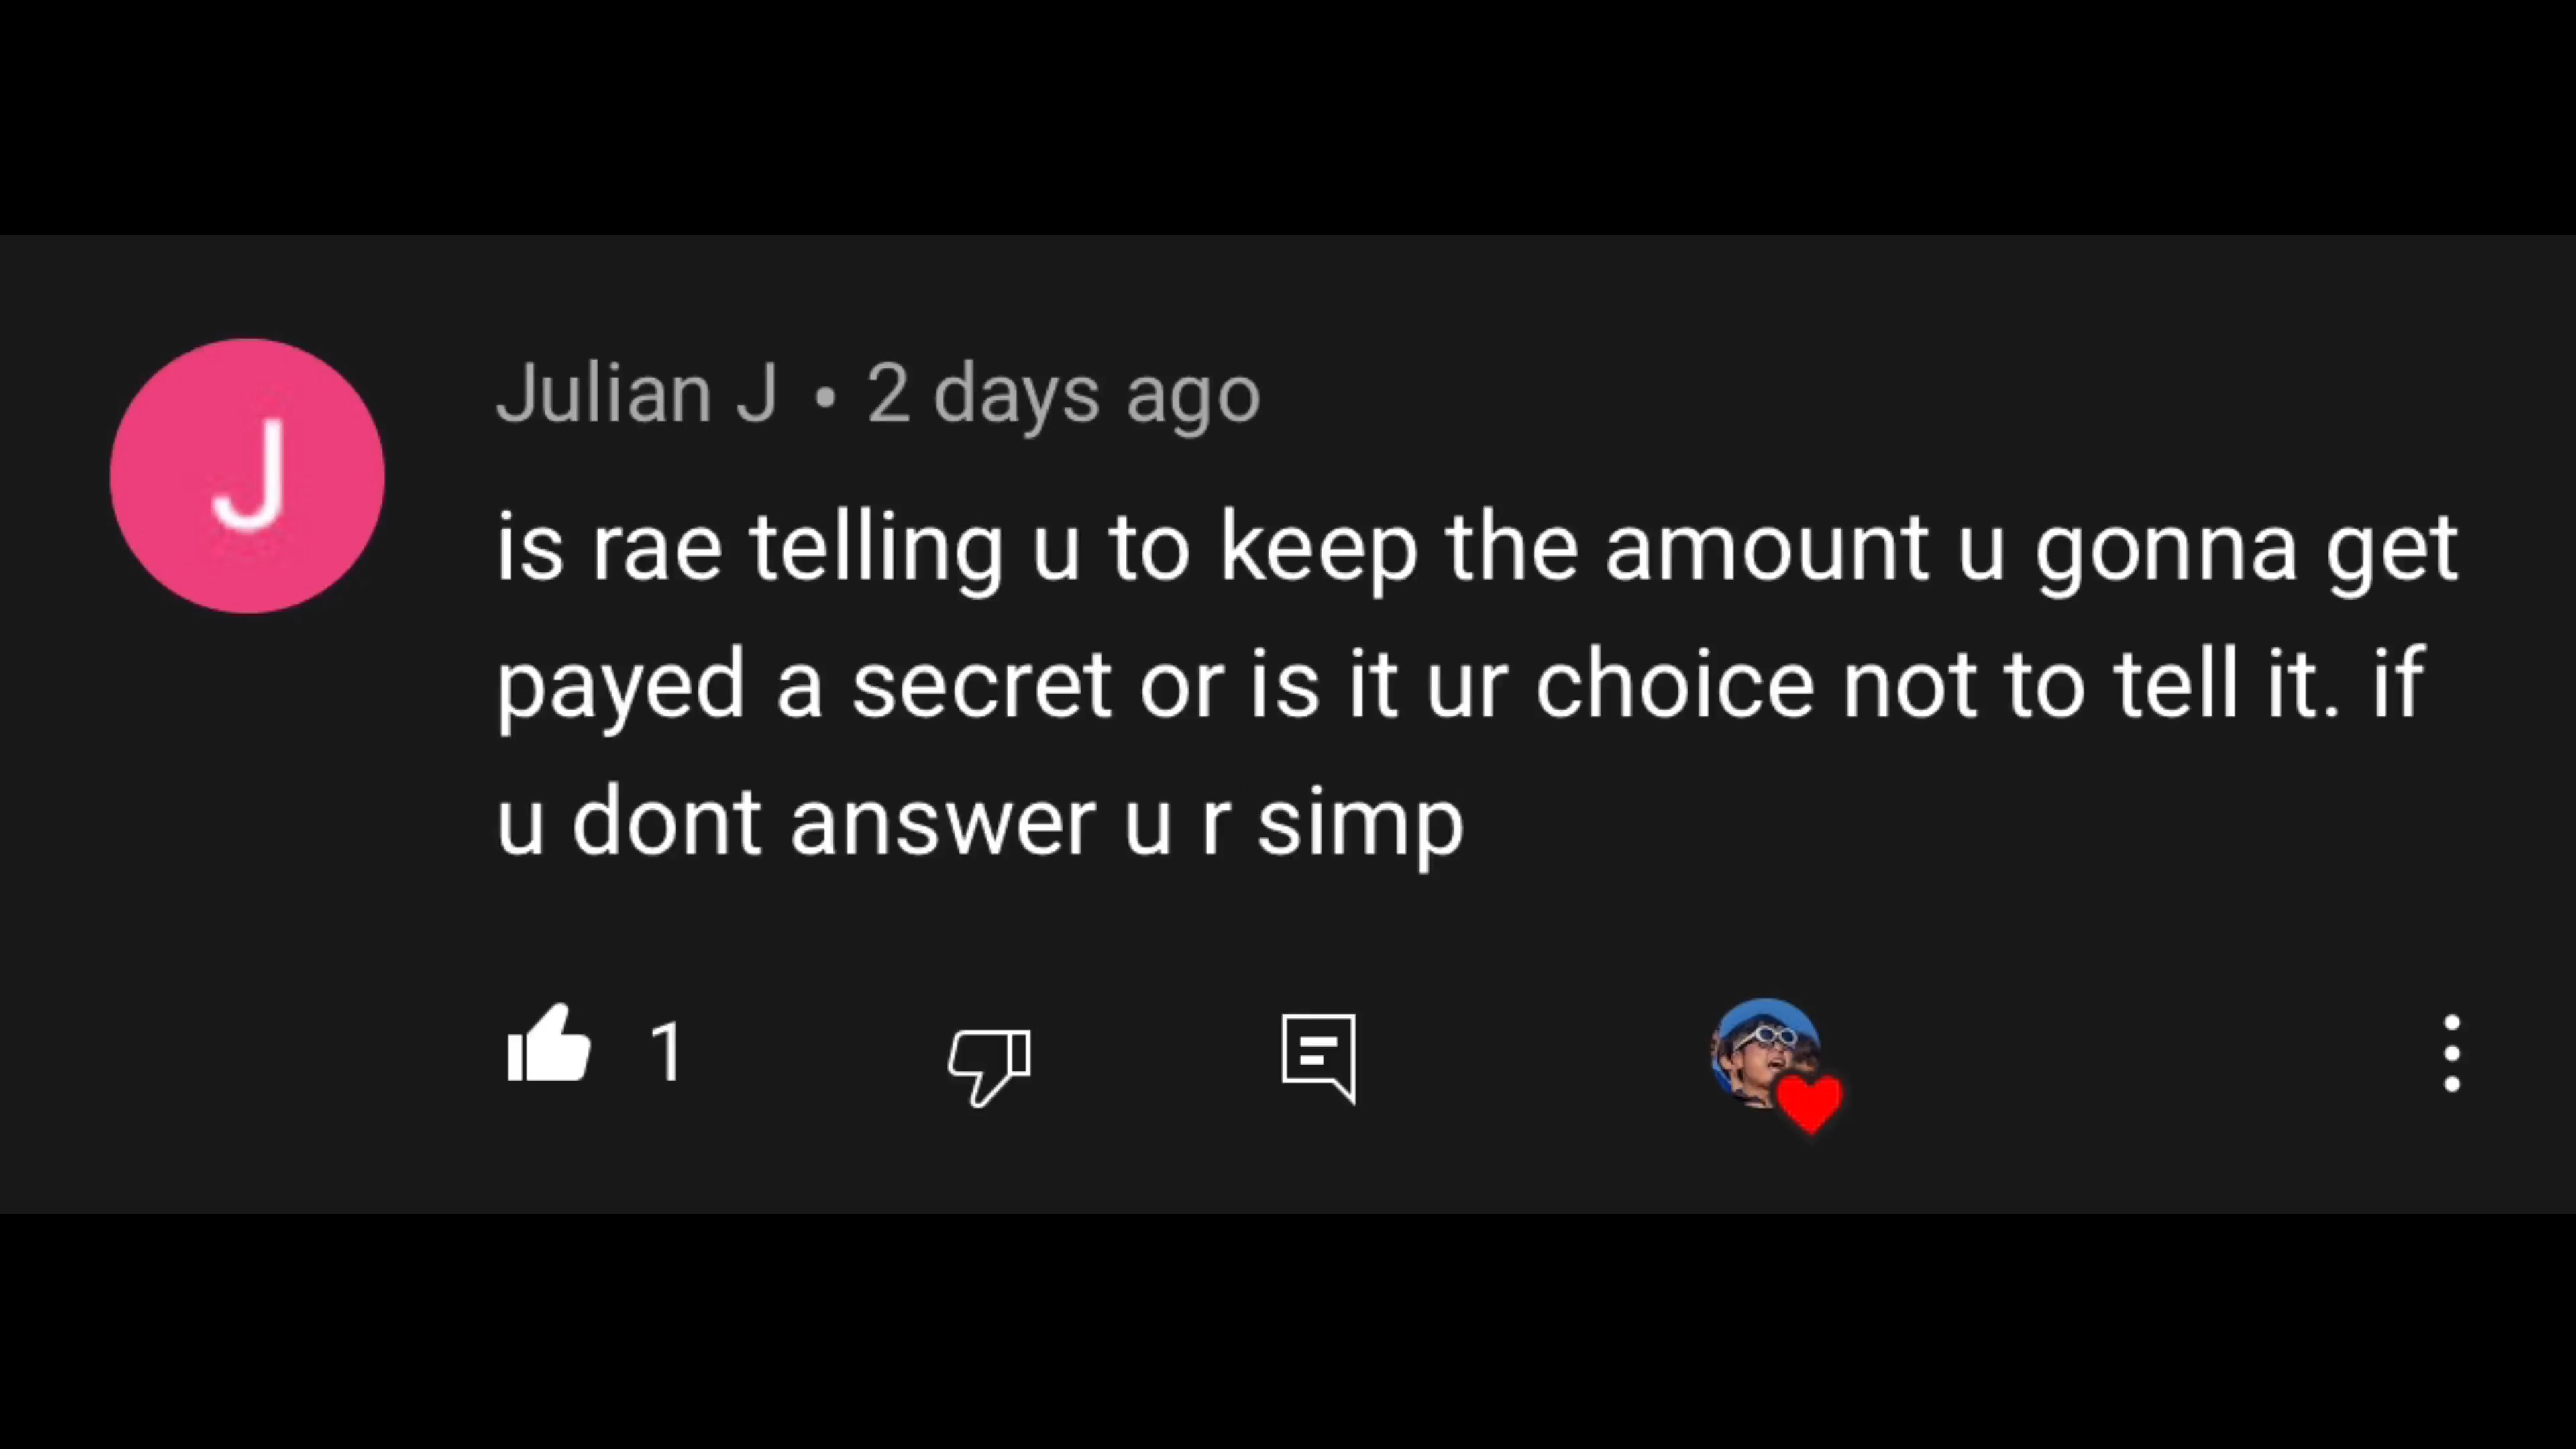 J
Julian J • 2 days ago
is rae telling u to keep the amount u gonna get
payed a secret or is it ur choice not to tell it. if
u dont answer u r simp
1